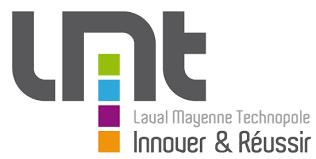 lmt
Laval Mayenne Technopole
Innover & Réussir